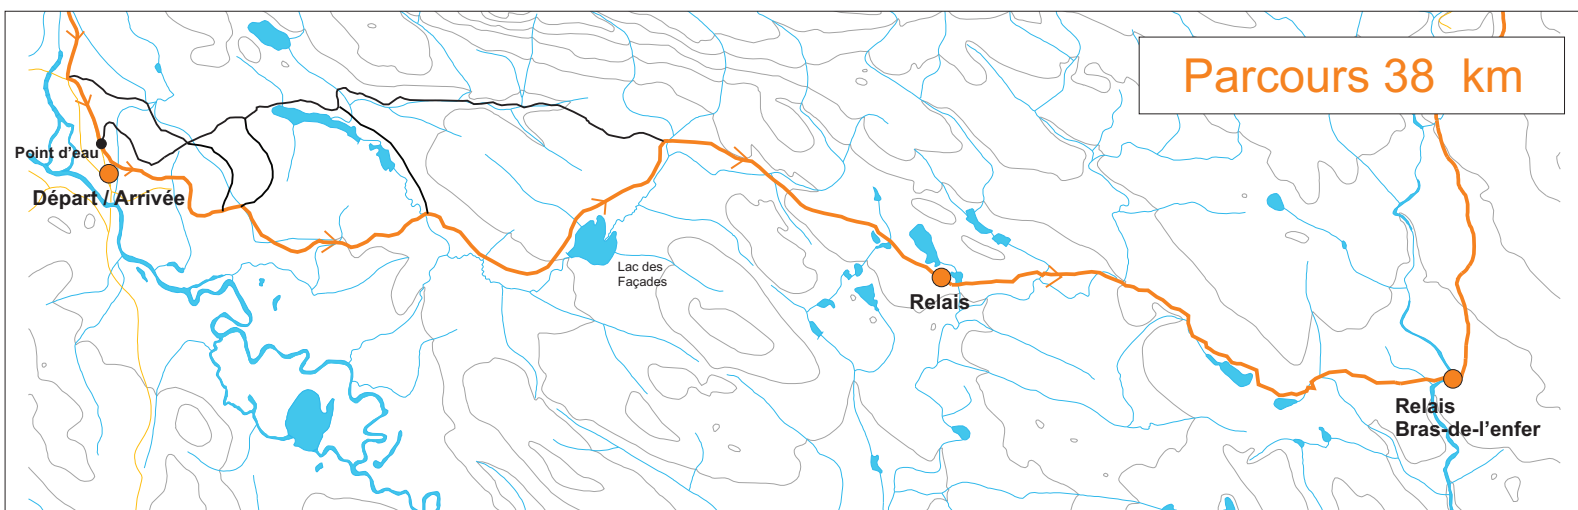 Parcours 38 km
Point d'eau
Départ / Arrivée
Lac des
Façades
Relais
Relais
Bras-de-l'enfer